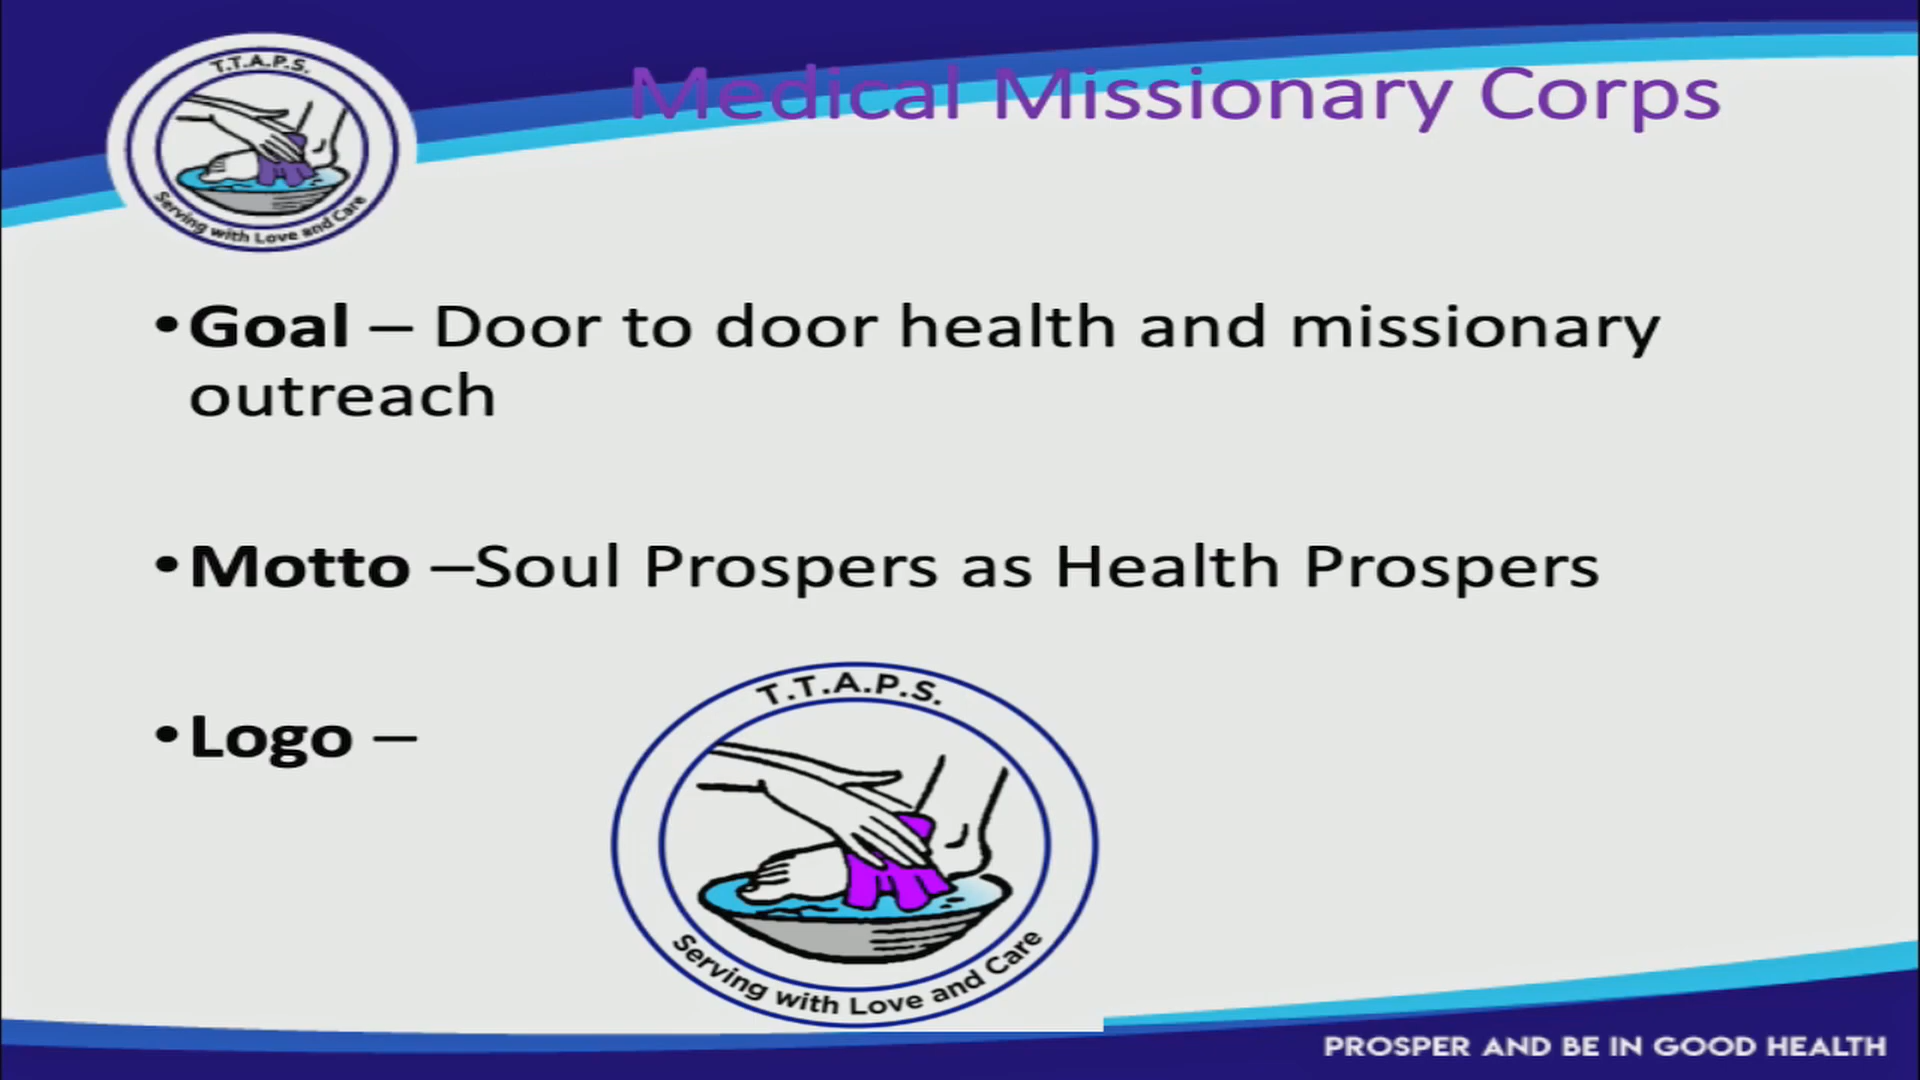 T.T.A.P.S.
Serving with Love and Care
Medical Missionary Corps
•Goal – Door to door health and missionary
outreach
•Motto –Soul Prospers as Health Prospers
•Logo –
T.T.A.P.S.
Serving with Love and Care
PROSPER AND BE IN GOOD HEALTH